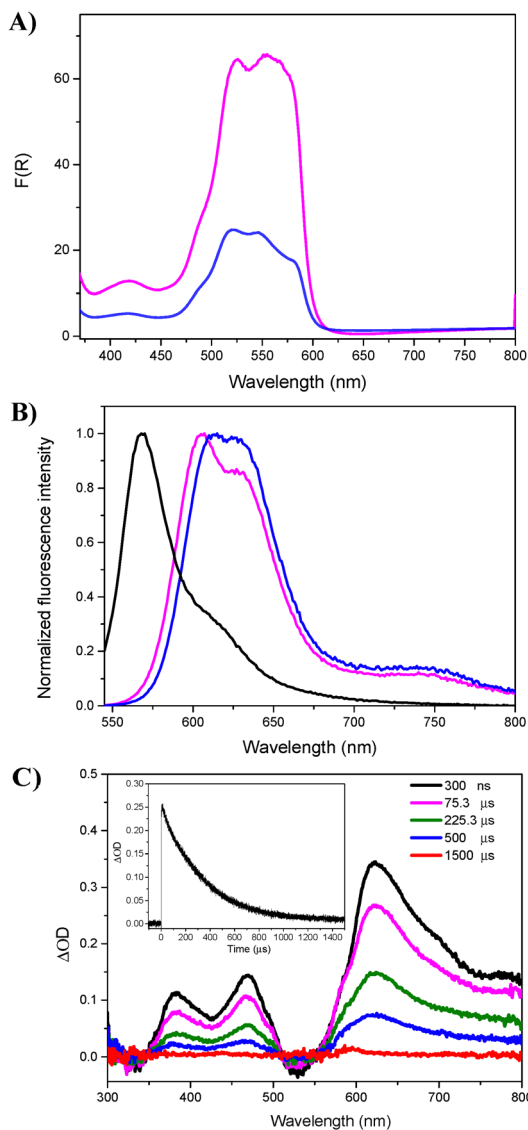 A)
F(R)
60
40
20
0
400 450 500 550 600 650 700 750 800
Wavelength (nm)
B)
Normalized fluorescence intensity
1.0
0.8
0.6
0.4
0.2
0.0
550 600 650 700 750 800
Wavelength (nm)
C)
ΔOD
0.5
0.4
0.3
0.2
0.1
0.0
300 400 500 600 700 800
Wavelength (nm)
ΔOD
0.30
0.25
0.20
0.15
0.10
0.05
0.00
0 200 400 600 800 1000 1200 1400
Time (µs)
300 ns
75.3 µs
225.3 µs
500 µs
1500 µs